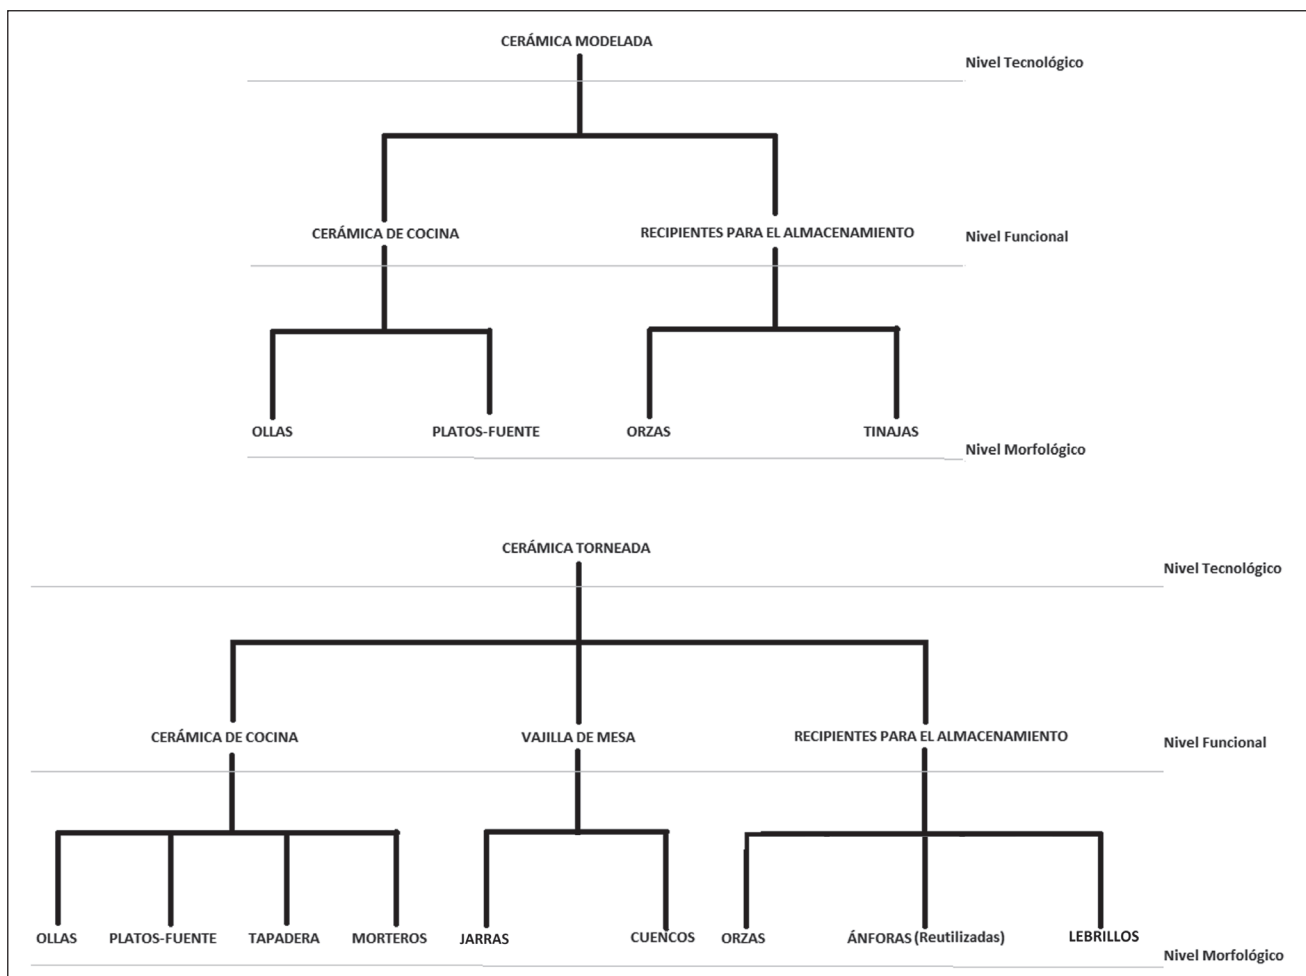 CERÁMICA MODELADA
Nivel Tecnológico
CERÁMICA DE COCINA
RECIPIENTES PARA EL ALMACENAMIENTO
Nivel Funcional
OLLAS
PLATOS-FUENTE
ORZAS
TINAJAS
Nivel Morfológico
CERÁMICA TORNEADA
Nivel Tecnológico
CERÁMICA DE COCINA
VAJILLA DE MESA
RECIPIENTES PARA EL ALMACENAMIENTO
Nivel Funcional
OLLAS
PLATOS-FUENTE
TAPADERA
MORTEROS
JARRAS
CUENCOS
ORZAS
ÁNFORAS (Reutilizadas)
LEBRILLOS
Nivel Morfológico